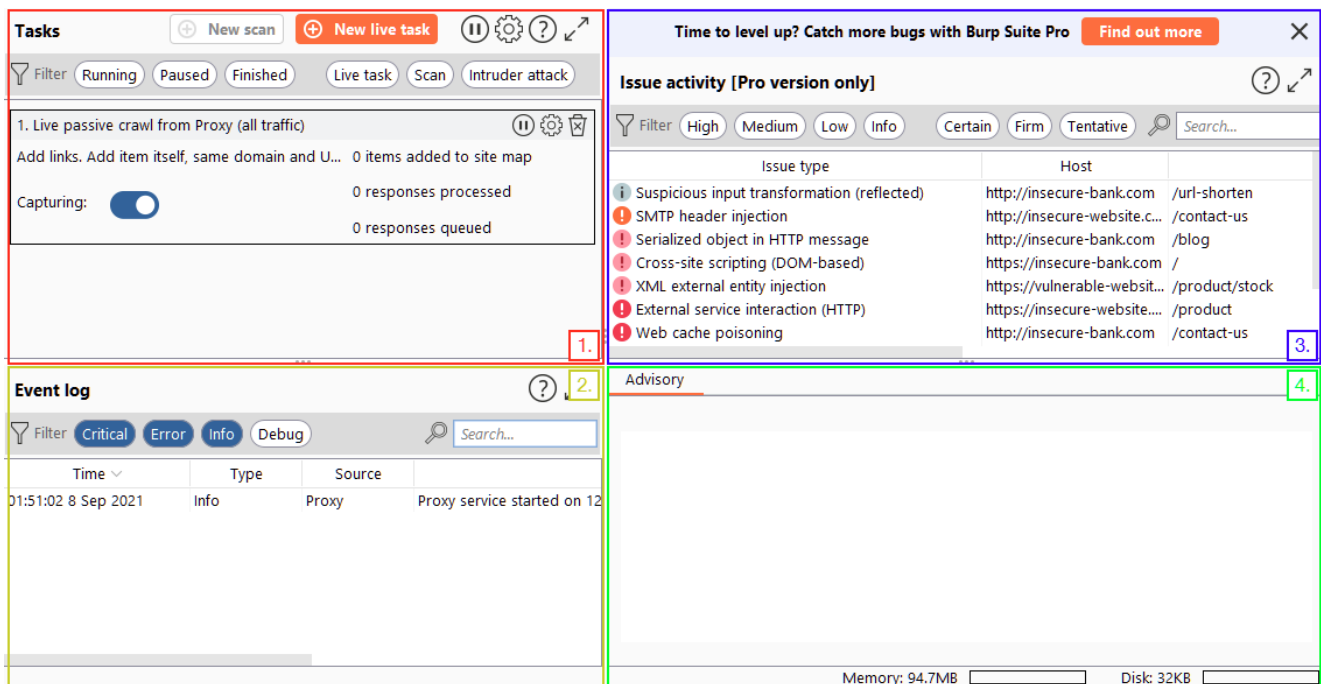 Tasks New scan New live task
Filter Running Paused Finished Live task Scan Intruder attack
1. Live passive crawl from Proxy (all traffic)
Add links. Add item itself, same domain and U... 0 items added to site map
0 responses processed
Capturing:
0 responses queued
1.
Event log 2.
Filter Critical Error Info Debug Search...
Time Type Source
01:51:02 8 Sep 2021 Info Proxy Proxy service started on 12
Time to level up? Catch more bugs with Burp Suite Pro Find out more
Issue activity [Pro version only]
Filter High Medium Low Info Certain Firm Tentative Search...
Issue type Host
Suspicious input transformation (reflected) http://insecure-bank.com /url-shorten
SMTP header injection http://insecure-website.c... /contact-us
Serialized object in HTTP message http://insecure-bank.com /blog
Cross-site scripting (DOM-based) https://insecure-bank.com /
XML external entity injection https://vulnerable-websit... /product/stock
External service interaction (HTTP) https://insecure-website.... /product
Web cache poisoning http://insecure-bank.com /contact-us
3.
Advisory 4.
Memory: 94.7MB Disk: 32KB